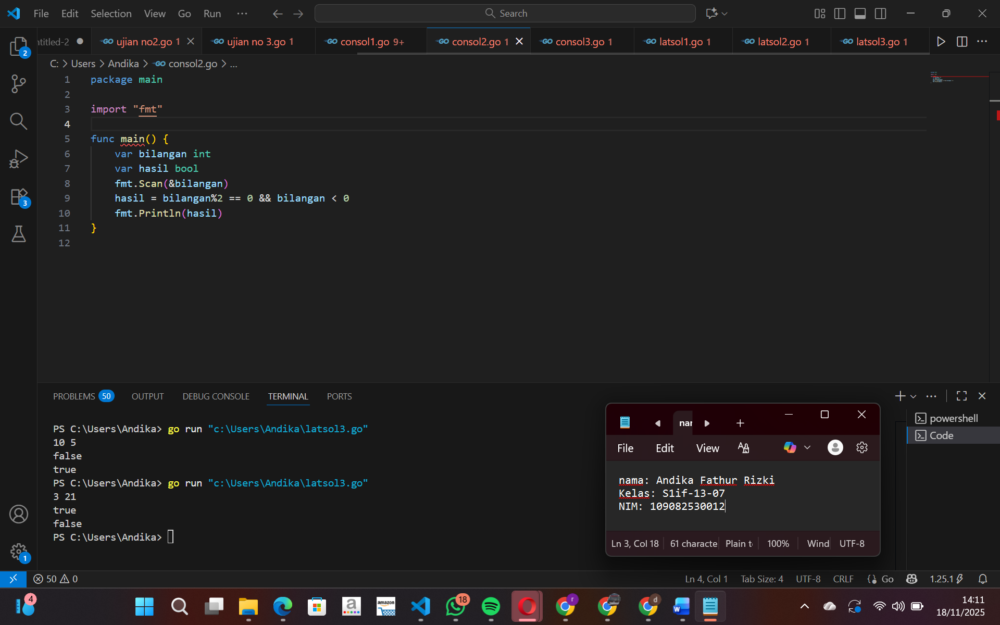 File Edit Selection View Go Run ... Search
ntitled-2 ujian no2.go 1 ujian no 3.go 1 consol1.go 9+ consol2.go 1 consol3.go 1 latsol1.go 1 latsol2.go 1 latsol3.go 1
C: > Users > Andika > consol2.go > ...
1 package main
2
3 import "fmt"
4
5 func main() {
6 var bilangan int
7 var hasil bool
8 fmt.Scan(&bilangan)
9 hasil = bilangan%2 == 0 && bilangan < 0
10 fmt.Println(hasil)
11 }
12
2
3
1
PROBLEMS 50 OUTPUT DEBUG CONSOLE TERMINAL PORTS
PS C:\Users\Andika> go run "c:\Users\Andika\latsol3.go"
10 5
false
true
PS C:\Users\Andika> go run "c:\Users\Andika\latsol3.go"
3 21
true
false
PS C:\Users\Andika>
powershell
Code
nar
File Edit View
nama: Andika Fathur Rizki
Kelas: S1if-13-07
NIM: 109082530012
Ln 3, Col 18 61 characte Plain t 100% Wind UTF-8
50 0 Ln 4, Col 1 Tab Size: 4 UTF-8 CRLF {} Go 1.25.1
4 amazon 18 r d W 14:11
18/11/2025